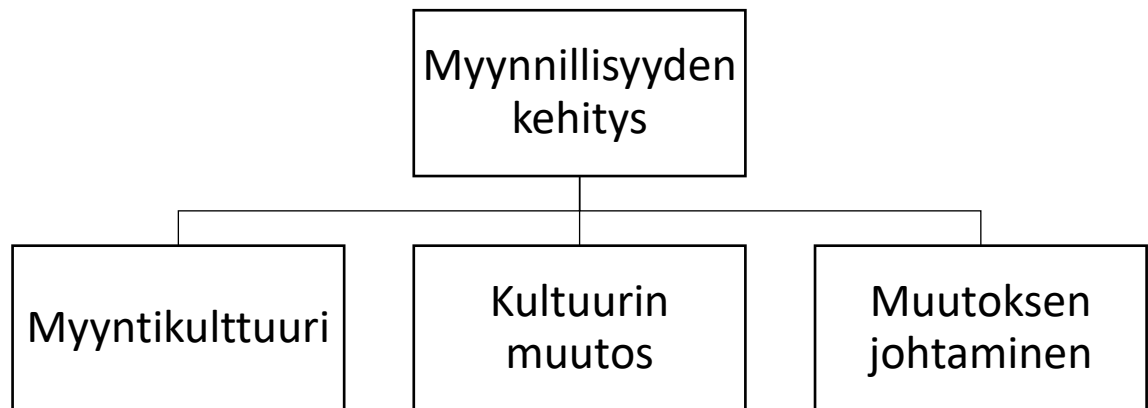 Myynnillisyyden
kehitys
Myyntikulttuuri
Kultuurin
muutos
Muutoksen
johtaminen